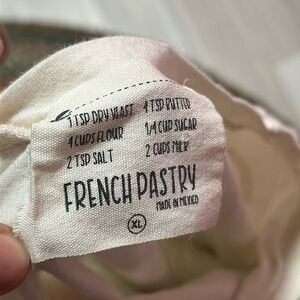 1 TSP DRY YEAST 4 TSP BUTTER
4 CUPS FLOUR 1/4 CUP SUGAR
2 TSP SALT 2 CUPS MILK
FRENCH PASTRY
MADE IN MEXICO
XL